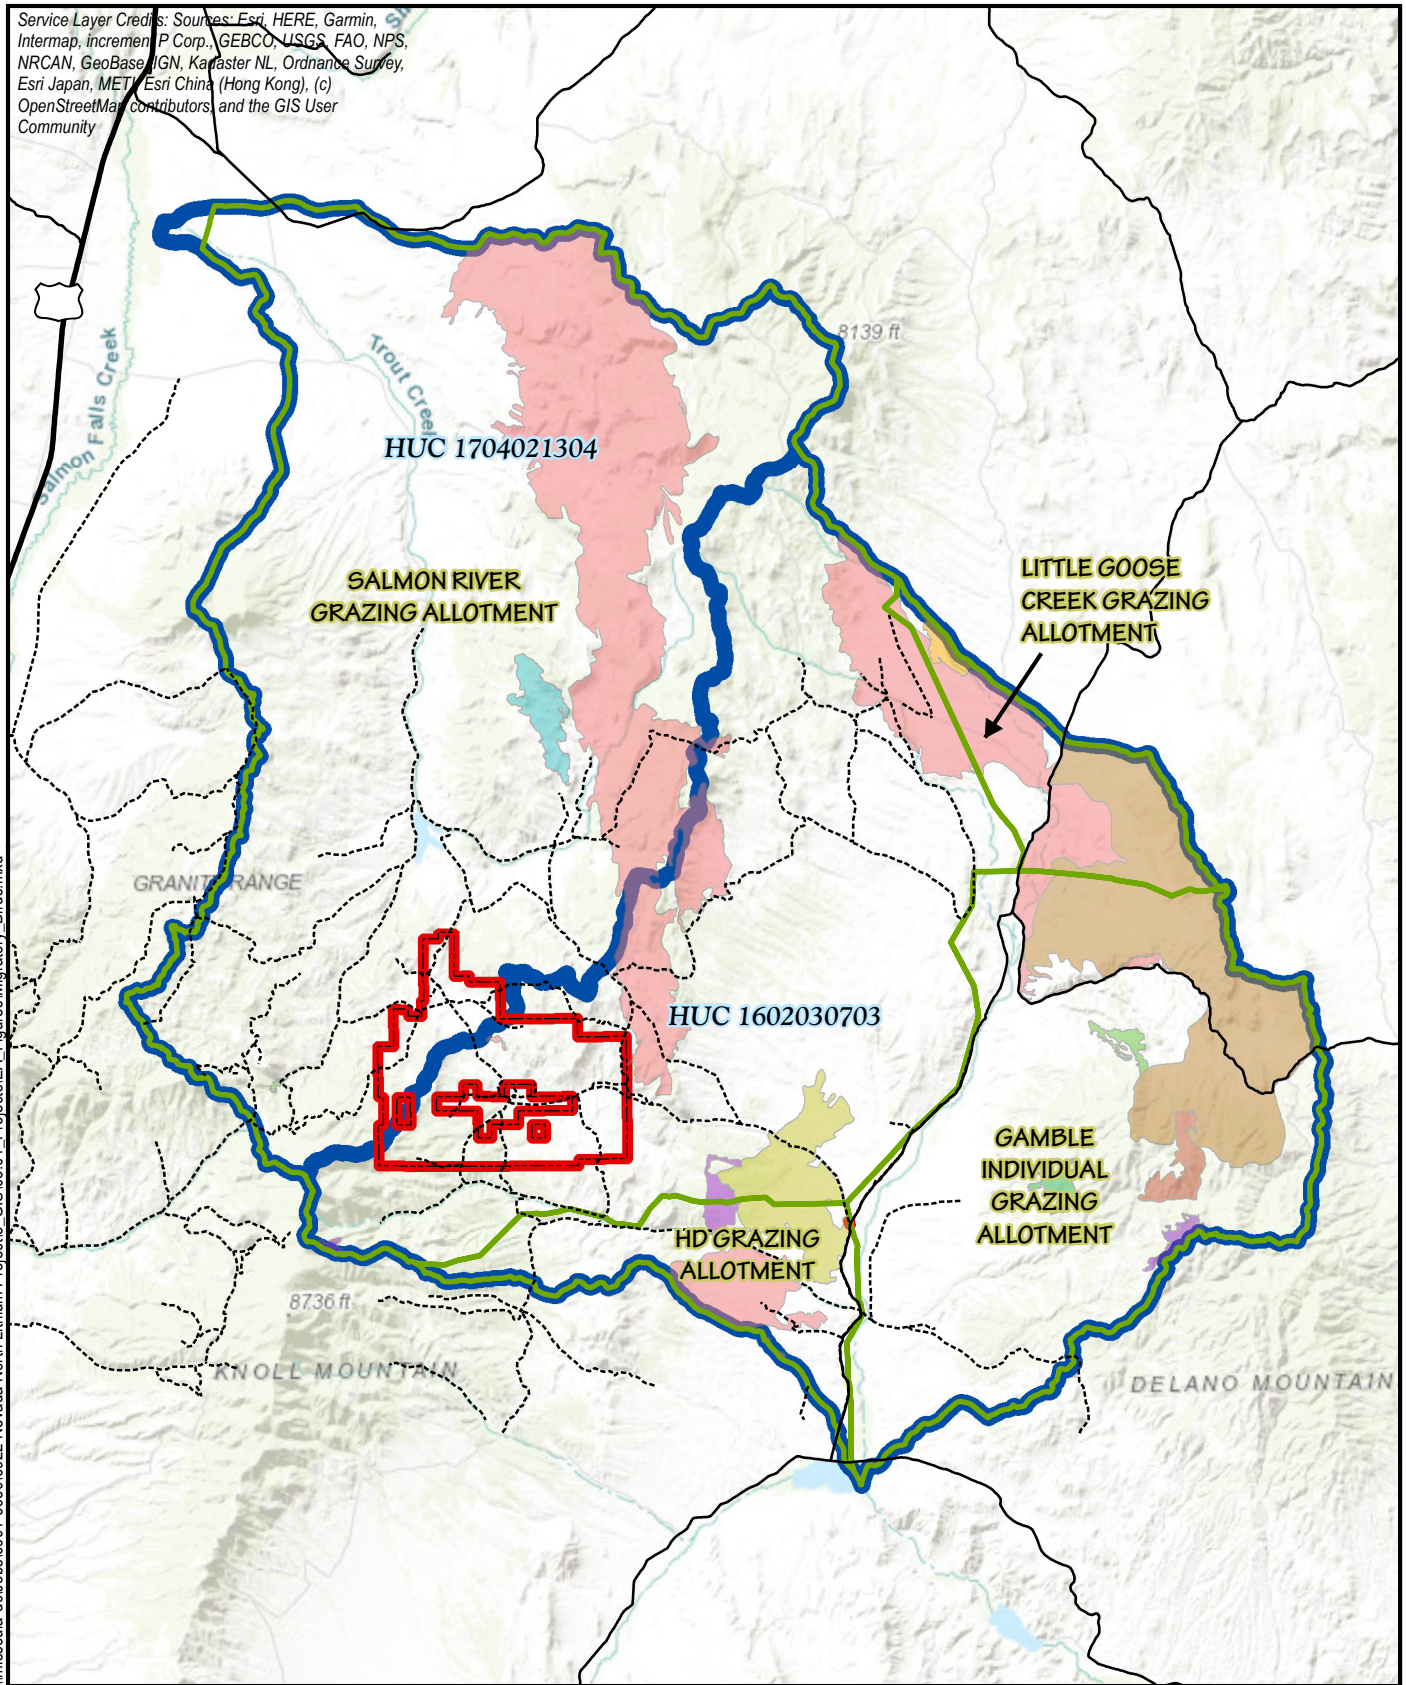 Service Layer Credits: Sources: Esri, HERE, Garmin,
Intermap, increment P Corp., GEBCO, USGS, FAO, NPS,
NRCAN, GeoBase, IGN, Kadaster NL, Ordnance Survey,
Esri Japan, METI, Esri China (Hong Kong), (c)
OpenStreetMap contributors, and the GIS User
Community
8139 ft
Salmon Falls Creek
Trout Creek
HUC 1704021304
SALMON RIVER
GRAZING ALLOTMENT
LITTLE GOOSE
CREEK GRAZING
ALLOTMENT
GRANITE RANGE
HUC 1602030703
GAMBLE
INDIVIDUAL
GRAZING
ALLOTMENT
HD GRAZING
ALLOTMENT
8736 ft
KNOLL MOUNTAIN
DELANO MOUNTAIN